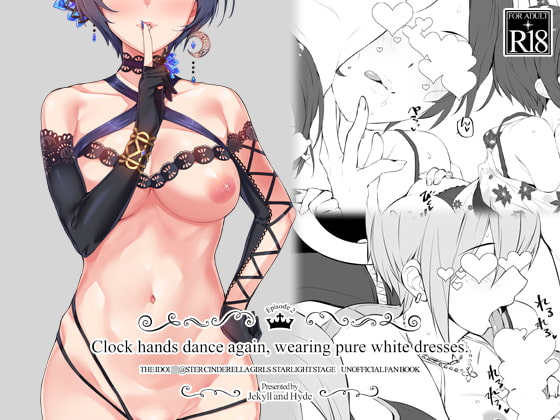 FOR ADULT
R18
Episode.2
Clock hands dance again, wearing pure white dresses.
THE IDOLM@STER CINDERELLA GIRLS STARLIGHT STAGE UNOFFICIAL FAN BOOK
Presented by
Jekyll and Hyde